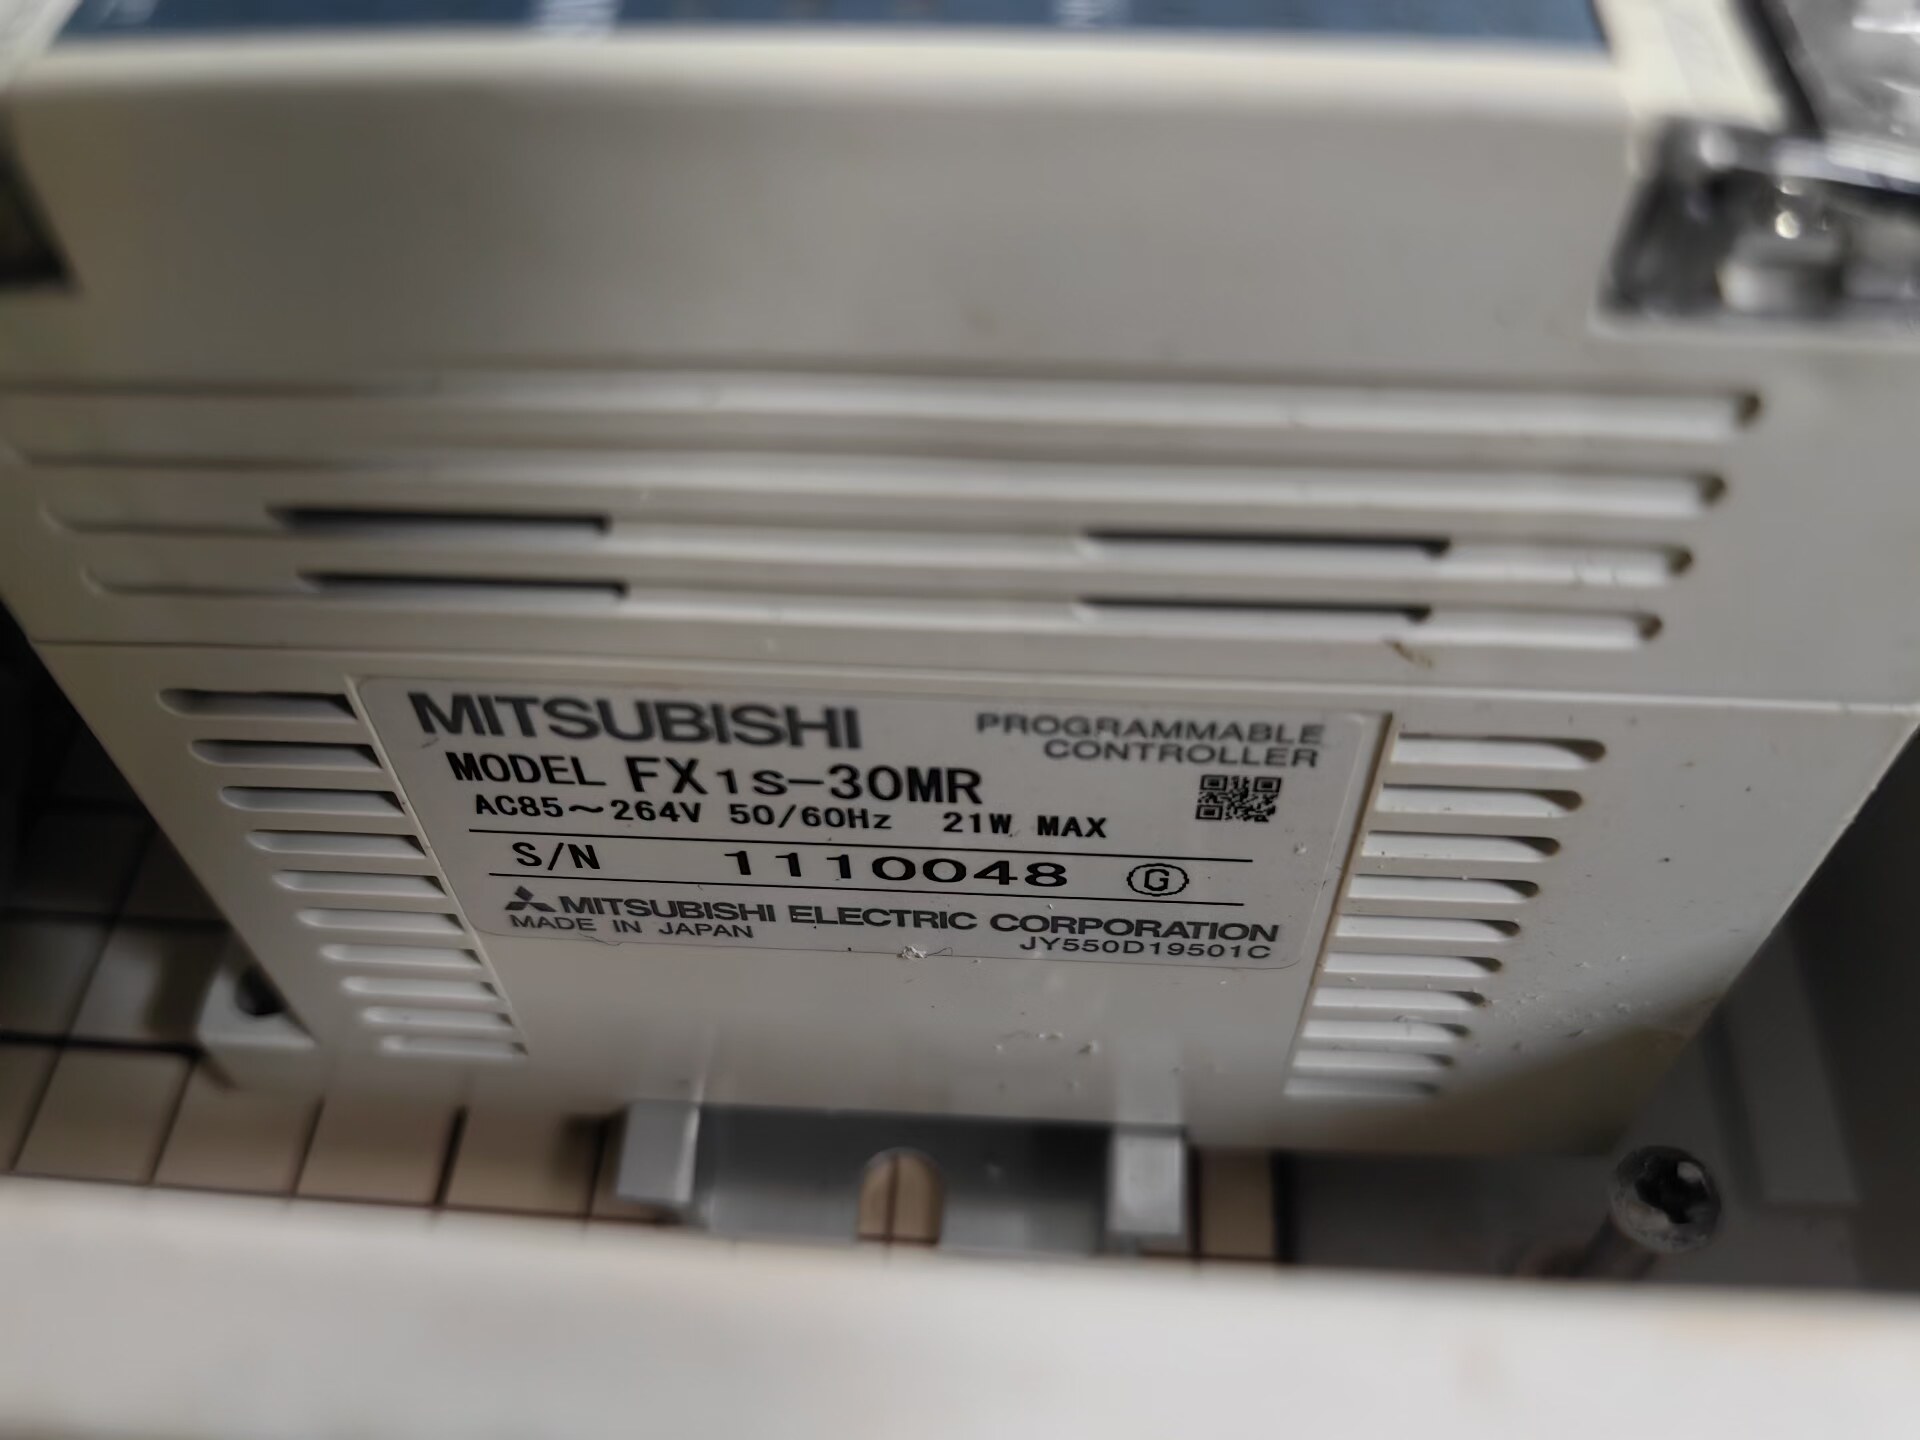 MITSUBISHI
PROGRAMMABLE
CONTROLLER
MODEL FX1S-30MR
AC85～264V 50/60Hz 21W MAX
S/N 1110048 G
MITSUBISHI ELECTRIC CORPORATION
MADE IN JAPAN
JY550D19501C